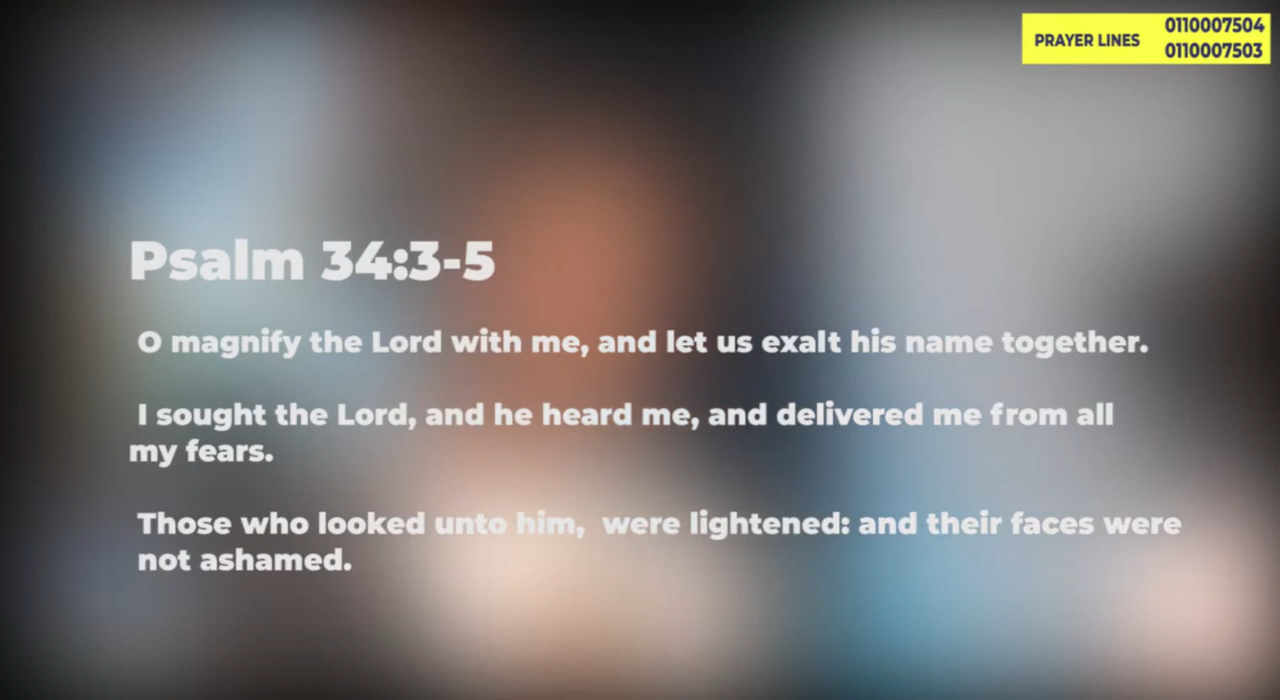 PRAYER LINES
0110007504
0110007503
Psalm 34:3-5
O magnify the Lord with me, and let us exalt his name together.
I sought the Lord, and he heard me, and delivered me from all
my fears.
Those who looked unto him,  were lightened: and their faces were
not ashamed.